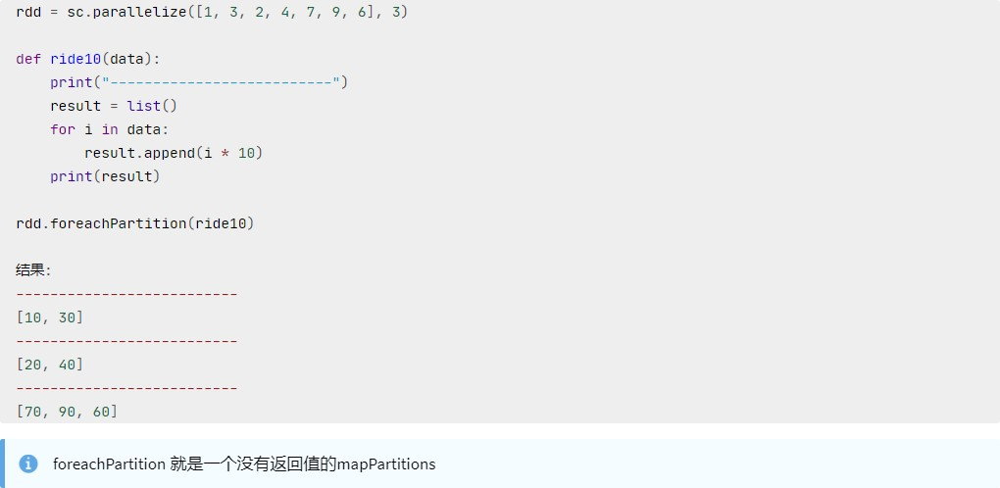 rdd = sc.parallelize([1, 3, 2, 4, 7, 9, 6], 3)
def ride10(data):
    print("--------------------------")
    result = list()
    for i in data:
        result.append(i * 10)
    print(result)
rdd.foreachPartition(ride10)
结果:
--------------------------
[10, 30]
--------------------------
[20, 40]
--------------------------
[70, 90, 60]
foreachPartition 就是一个没有返回值的mapPartitions